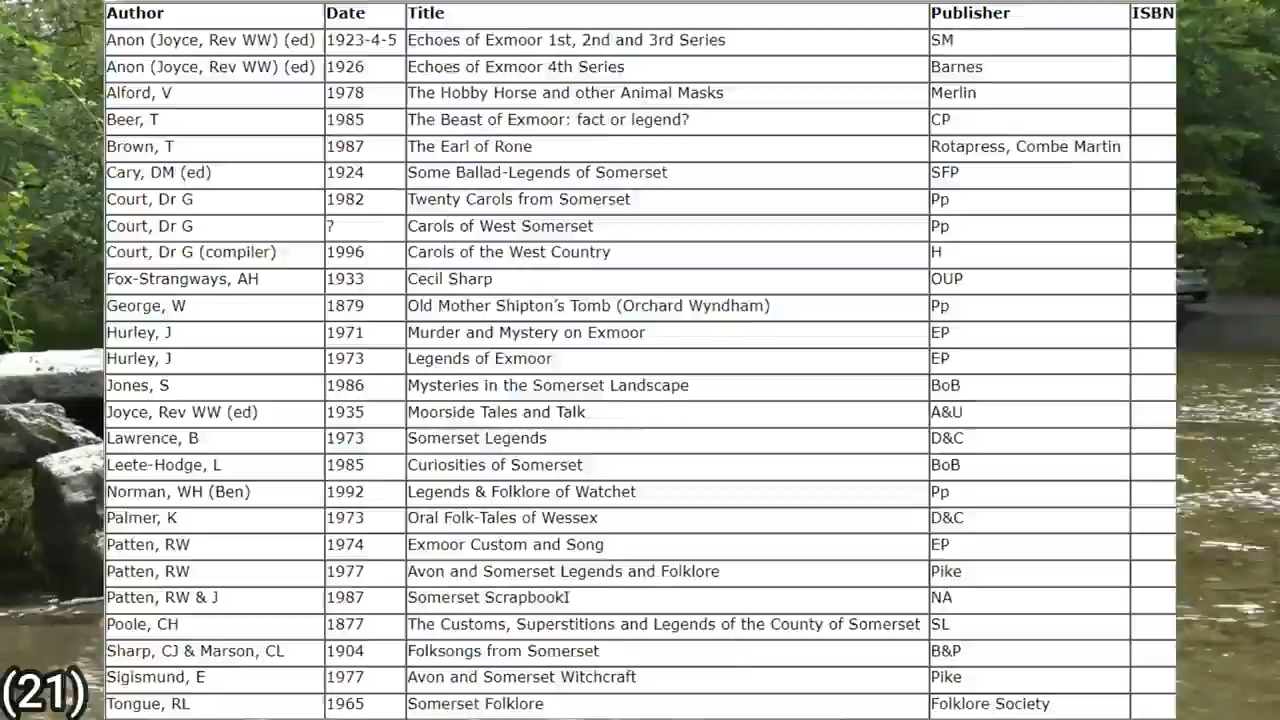 Author Date Title Publisher ISBN
Anon (Joyce, Rev WW) (ed) 1923-4-5 Echoes of Exmoor 1st, 2nd and 3rd Series SM
Anon (Joyce, Rev WW) (ed) 1926 Echoes of Exmoor 4th Series Barnes
Alford, V 1978 The Hobby Horse and other Animal Masks Merlin
Beer, T 1985 The Beast of Exmoor: fact or legend? CP
Brown, T 1987 The Earl of Rone Rotapress, Combe Martin
Cary, DM (ed) 1924 Some Ballad-Legends of Somerset SFP
Court, Dr G 1982 Twenty Carols from Somerset Pp
Court, Dr G ? Carols of West Somerset Pp
Court, Dr G (compiler) 1996 Carols of the West Country H
Fox-Strangways, AH 1933 Cecil Sharp OUP
George, W 1879 Old Mother Shipton's Tomb (Orchard Wyndham) Pp
Hurley, J 1971 Murder and Mystery on Exmoor EP
Hurley, J 1973 Legends of Exmoor EP
Jones, S 1986 Mysteries in the Somerset Landscape BoB
Joyce, Rev WW (ed) 1935 Moorside Tales and Talk A&U
Lawrence, B 1973 Somerset Legends D&C
Leete-Hodge, L 1985 Curiosities of Somerset BoB
Norman, WH (Ben) 1992 Legends & Folklore of Watchet Pp
Palmer, K 1973 Oral Folk-Tales of Wessex D&C
Patten, RW 1974 Exmoor Custom and Song EP
Patten, RW 1977 Avon and Somerset Legends and Folklore Pike
Patten, RW & J 1987 Somerset ScrapbookI NA
Poole, CH 1877 The Customs, Superstitions and Legends of the County of Somerset SL
Sharp, CJ & Marson, CL 1904 Folksongs from Somerset B&P
Sigismund, E 1977 Avon and Somerset Witchcraft Pike
Tongue, RL 1965 Somerset Folklore Folklore Society
(21)